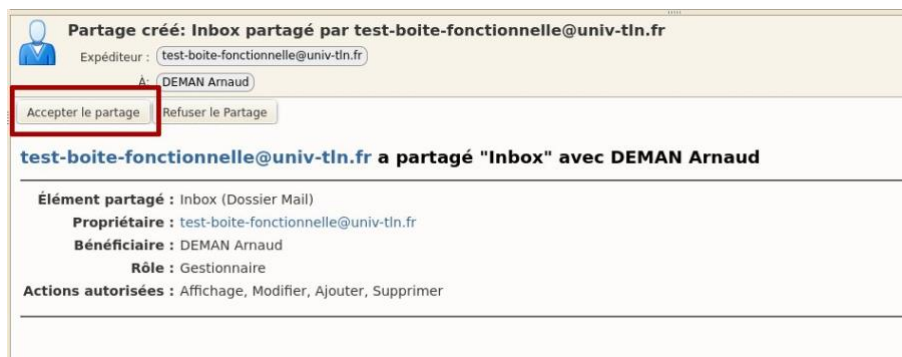 Partage créé: Inbox partagé par test-boite-fonctionnelle@univ-tln.fr
Expéditeur : test-boite-fonctionnelle@univ-tln.fr
À: DEMAN Arnaud
Accepter le partage Refuser le Partage
test-boite-fonctionnelle@univ-tln.fr a partagé "Inbox" avec DEMAN Arnaud
Élément partagé : Inbox (Dossier Mail)
Propriétaire : test-boite-fonctionnelle@univ-tln.fr
Bénéficiaire : DEMAN Arnaud
Rôle : Gestionnaire
Actions autorisées : Affichage, Modifier, Ajouter, Supprimer